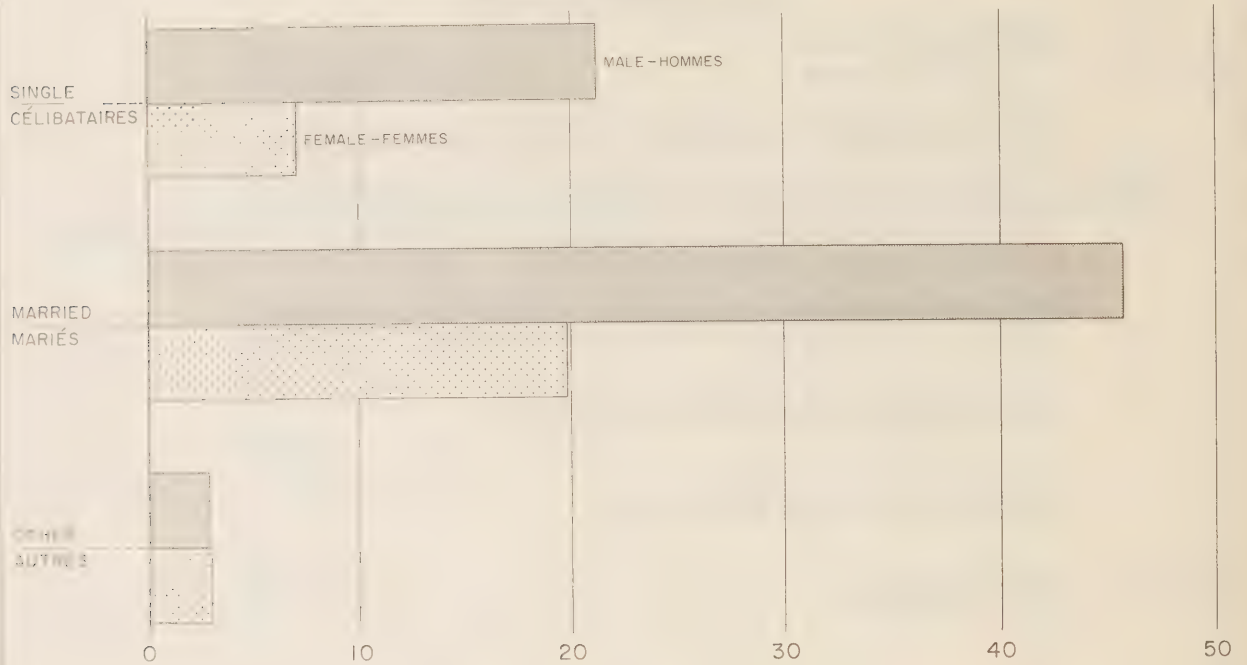 MALE-HOMMES
SINGLE
CÉLIBATAIRES
FEMALE-FEMMES
MARRIED
MARIÉS
OTHER
AUTRES
0 10 20 30 40 50